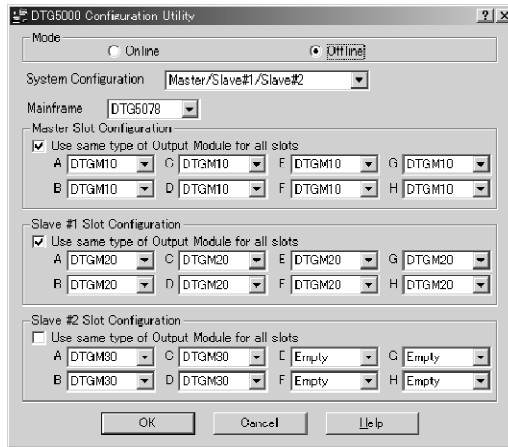 DTG5000 Configuration Utility
Mode
Online Offline
System Configuration Master/Slave#1/Slave#2
Mainframe DTG5078
Master Slot Configuration
Use same type of Output Module for all slots
A DTGM10 C DTGM10 E DTGM10 G DTGM10
B DTGM10 D DTGM10 F DTGM10 H DTGM10
Slave #1 Slot Configuration
Use same type of Output Module for all slots
A DTGM20 C DTGM20 E DTGM20 G DTGM20
B DTGM20 D DTGM20 F DTGM20 H DTGM20
Slave #2 Slot Configuration
Use same type of Output Module for all slots
A DTGM30 C DTGM30 E Empty G Empty
B DTGM30 D DTGM30 F Empty H Empty
OK Cancel Help